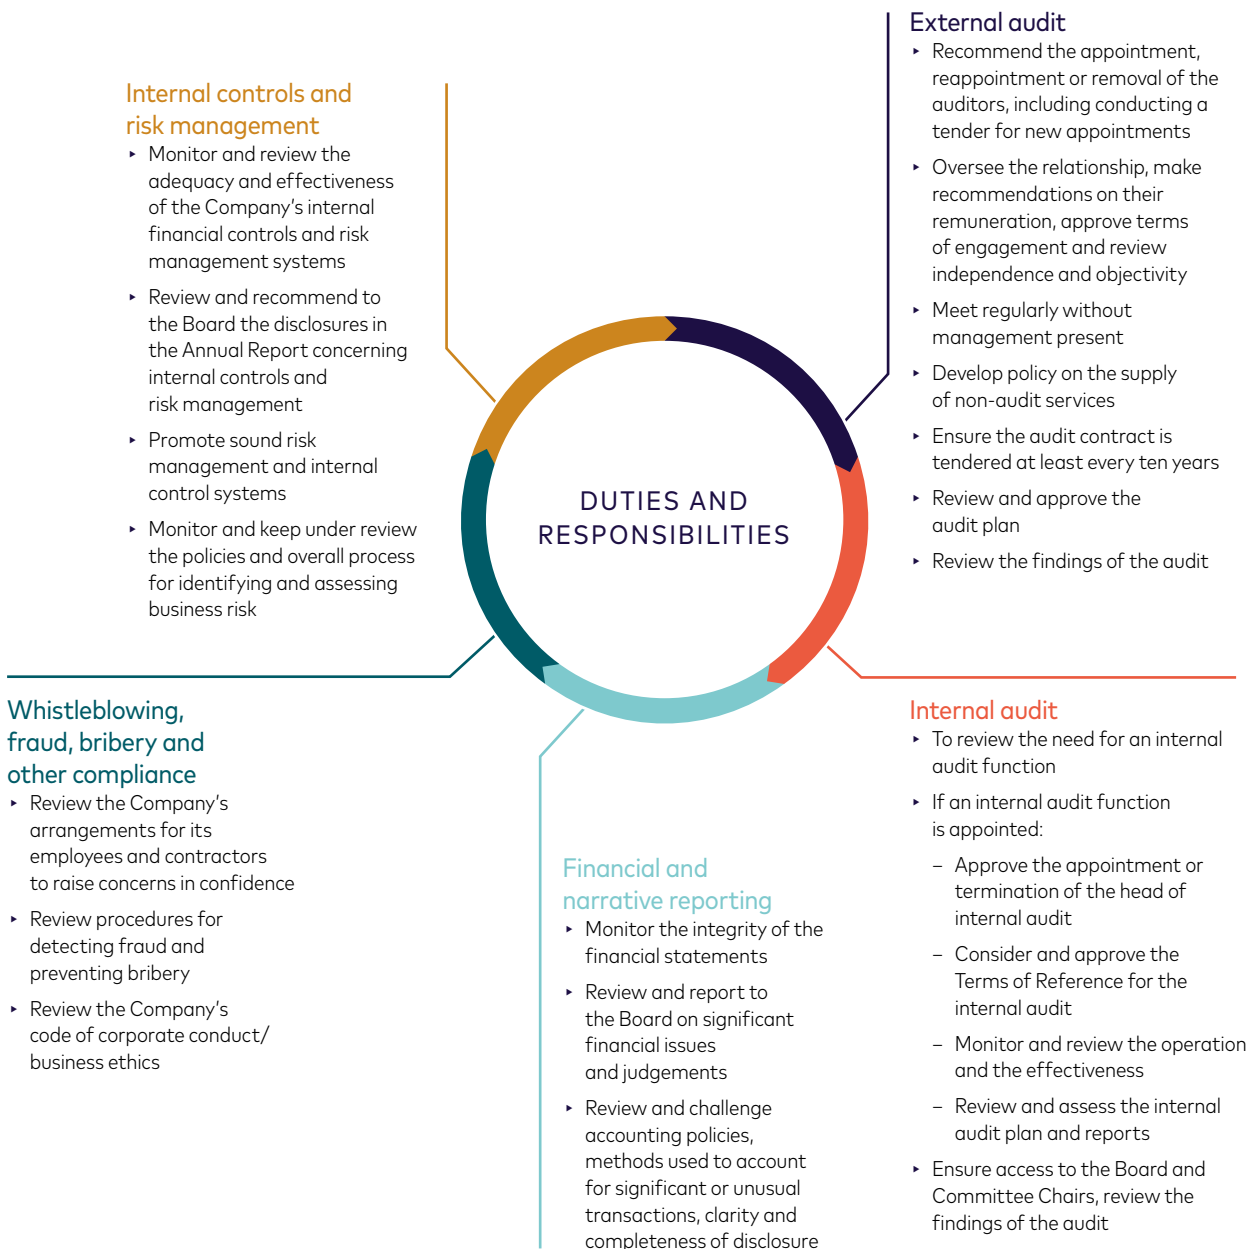 External audit
‣ Recommend the appointment,
reappointment or removal of the
auditors, including conducting a
tender for new appointments
‣ Oversee the relationship, make
recommendations on their
remuneration, approve terms
of engagement and review
independence and objectivity
‣ Meet regularly without
management present
‣ Develop policy on the supply
of non-audit services
‣ Ensure the audit contract is
tendered at least every ten years
‣ Review and approve the
audit plan
‣ Review the findings of the audit
Internal controls and
risk management
‣ Monitor and review the
adequacy and effectiveness
of the Company's internal
financial controls and risk
management systems
‣ Review and recommend to
the Board the disclosures in
the Annual Report concerning
internal controls and
risk management
‣ Promote sound risk
management and internal
control systems
‣ Monitor and keep under review
the policies and overall process
for identifying and assessing
business risk
DUTIES AND
RESPONSIBILITIES
Whistleblowing,
fraud, bribery and
other compliance
‣ Review the Company's
arrangements for its
employees and contractors
to raise concerns in confidence
‣ Review procedures for
detecting fraud and
preventing bribery
‣ Review the Company's
code of corporate conduct/
business ethics
Financial and
narrative reporting
‣ Monitor the integrity of the
financial statements
‣ Review and report to
the Board on significant
financial issues
and judgements
‣ Review and challenge
accounting policies,
methods used to account
for significant or unusual
transactions, clarity and
completeness of disclosure
Internal audit
‣ To review the need for an internal
audit function
‣ If an internal audit function
is appointed:
– Approve the appointment or
termination of the head of
internal audit
– Consider and approve the
Terms of Reference for the
internal audit
– Monitor and review the operation
and the effectiveness
– Review and assess the internal
audit plan and reports
‣ Ensure access to the Board and
Committee Chairs, review the
findings of the audit